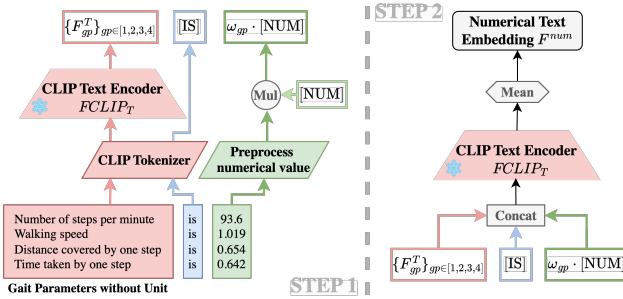 {F^T_gp}gp∈[1,2,3,4]
[IS]
ω_gp · [NUM]
CLIP Text Encoder
FCLIP_T
Mul
[NUM]
CLIP Tokenizer
Preprocess
numerical value
Number of steps per minute is 93.6
Walking speed is 1.019
Distance covered by one step is 0.654
Time taken by one step is 0.642
Gait Parameters without Unit
STEP 1
STEP 2
Numerical Text
Embedding F^num
Mean
CLIP Text Encoder
FCLIP_T
Concat
{F^T_gp}gp∈[1,2,3,4]
[IS]
ω_gp · [NUM]